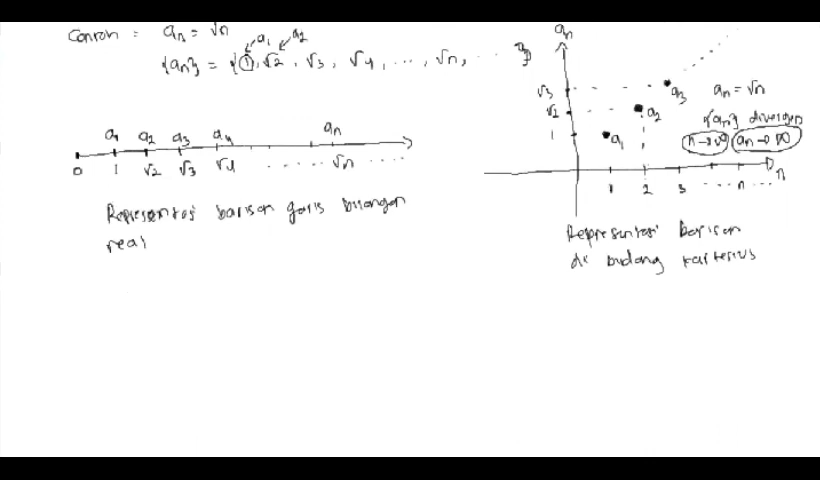 Contoh : aₙ = √n
a₁ a₂
{aₙ} = {1, √2, √3, √4, ..., √n, ... }
a₁ a₂ a₃ a₄ aₙ
0 1 √2 √3 √4 ..... √n ....
Representasi barisan garis bilangan
real
aₙ
√3
√2
1
a₁
a₂
a₃
aₙ = √n
{aₙ} divergen
n→∞ aₙ→∞
1 2 3 ... n ... n
Representasi barisan
di bidang kartesius